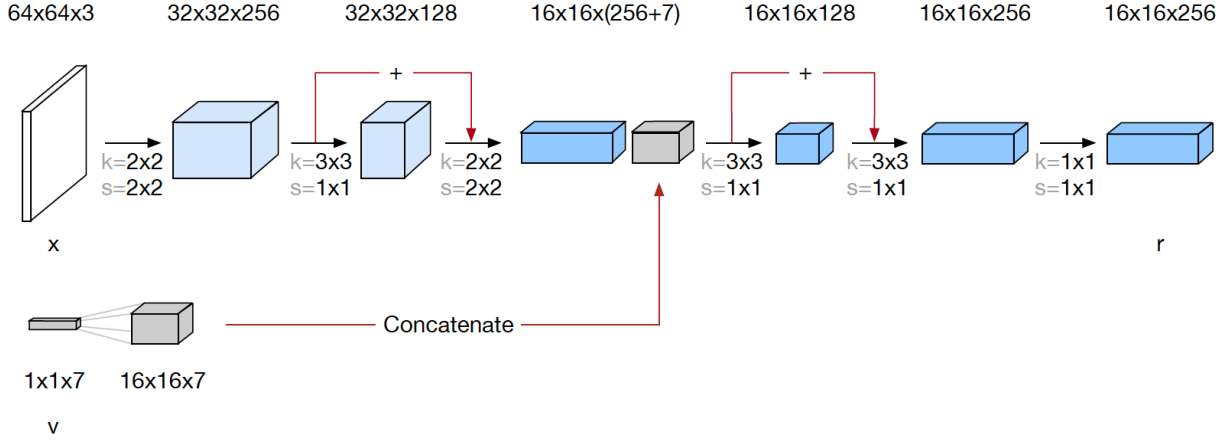 64x64x3 32x32x256 32x32x128 16x16x(256+7) 16x16x128 16x16x256 16x16x256
+ +
k=2x2 k=3x3 k=2x2 k=3x3 k=3x3 k=1x1
s=2x2 s=1x1 s=2x2 s=1x1 s=1x1 s=1x1
x r
Concatenate
1x1x7 16x16x7
v